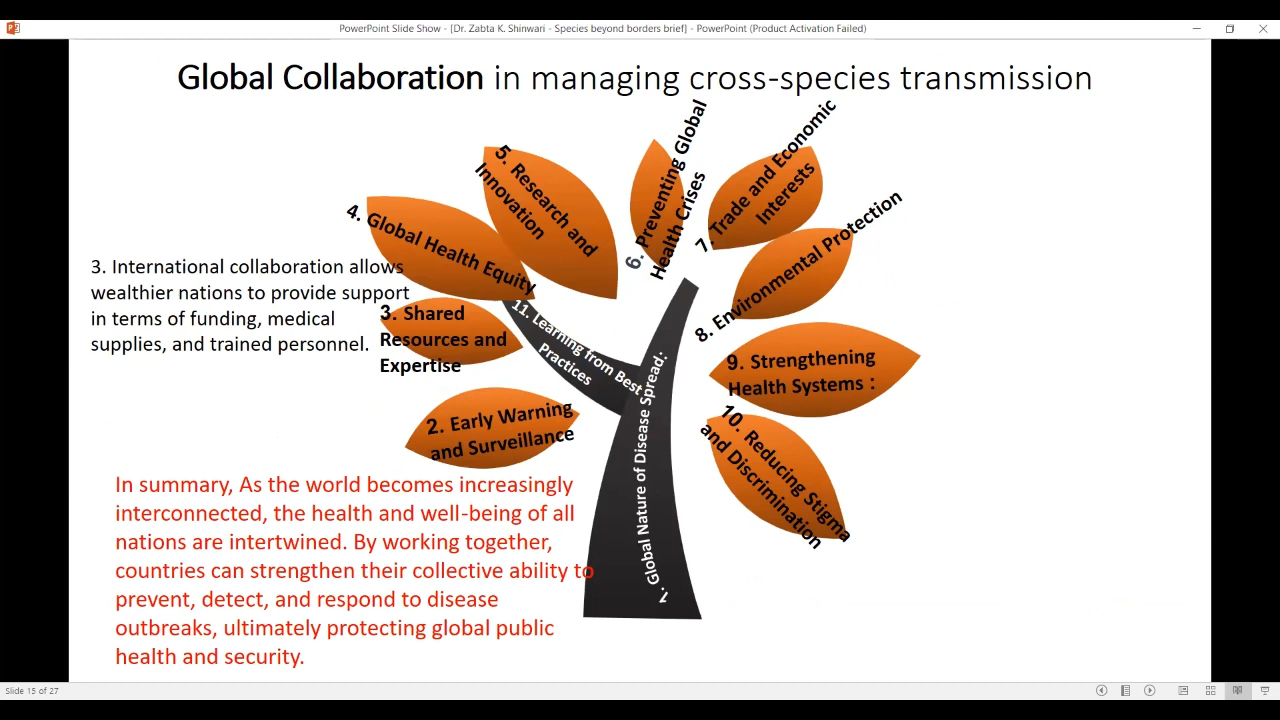 PowerPoint Slide Show - [Dr. Zabta K. Shinwari - Species beyond borders brief] - PowerPoint (Product Activation Failed)
Global Collaboration in managing cross-species transmission
5. Research and
Innovation
6. Preventing Global
Health Crises
7. Trade and Economic
Interests
4. Global Health Equity
8. Environmental Protection
3. International collaboration allows
wealthier nations to provide support
in terms of funding, medical
supplies, and trained personnel.
3. Shared
Resources and
Expertise
11. Learning from Best
Practices
9. Strengthening
Health Systems :
2. Early Warning
and Surveillance
1. Global Nature of Disease Spread:
10. Reducing Stigma
and Discrimination
In summary, As the world becomes increasingly
interconnected, the health and well-being of all
nations are intertwined. By working together,
countries can strengthen their collective ability to
prevent, detect, and respond to disease
outbreaks, ultimately protecting global public
health and security.
Slide 15 of 27